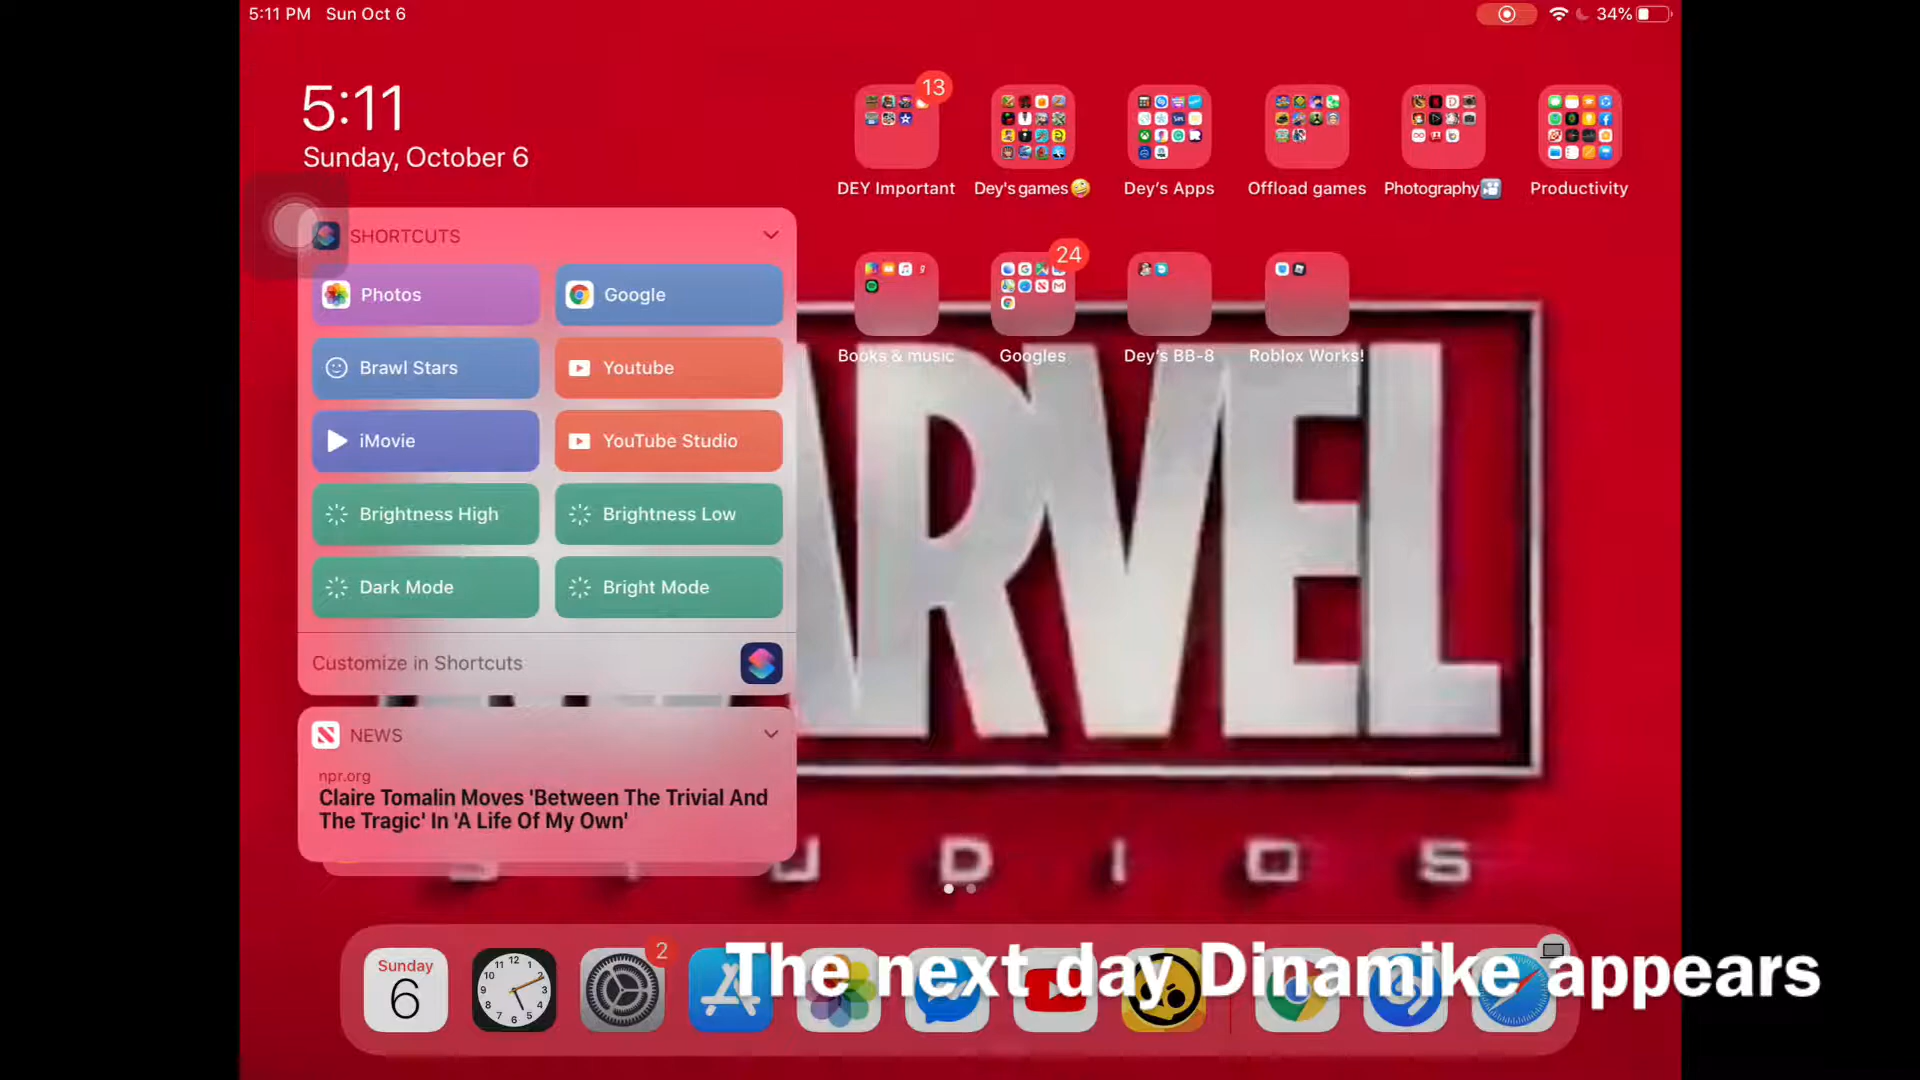 5:11 PM Sun Oct 6
34%
5:11
Sunday, October 6
13
DEY Important
Dey's games🤪
Dey's Apps
Offload games
Photography🎦
Productivity
24
Books & music
Googles
Dey's BB-8
Roblox Works!
SHORTCUTS
Photos
Google
Brawl Stars
Youtube
iMovie
YouTube Studio
Brightness High
Brightness Low
Dark Mode
Bright Mode
Customize in Shortcuts
NEWS
npr.org
Claire Tomalin Moves 'Between The Trivial And
The Tragic' In 'A Life Of My Own'
ARVEL
STUDIOS
Sunday
6
2
The next day Dinamike appears